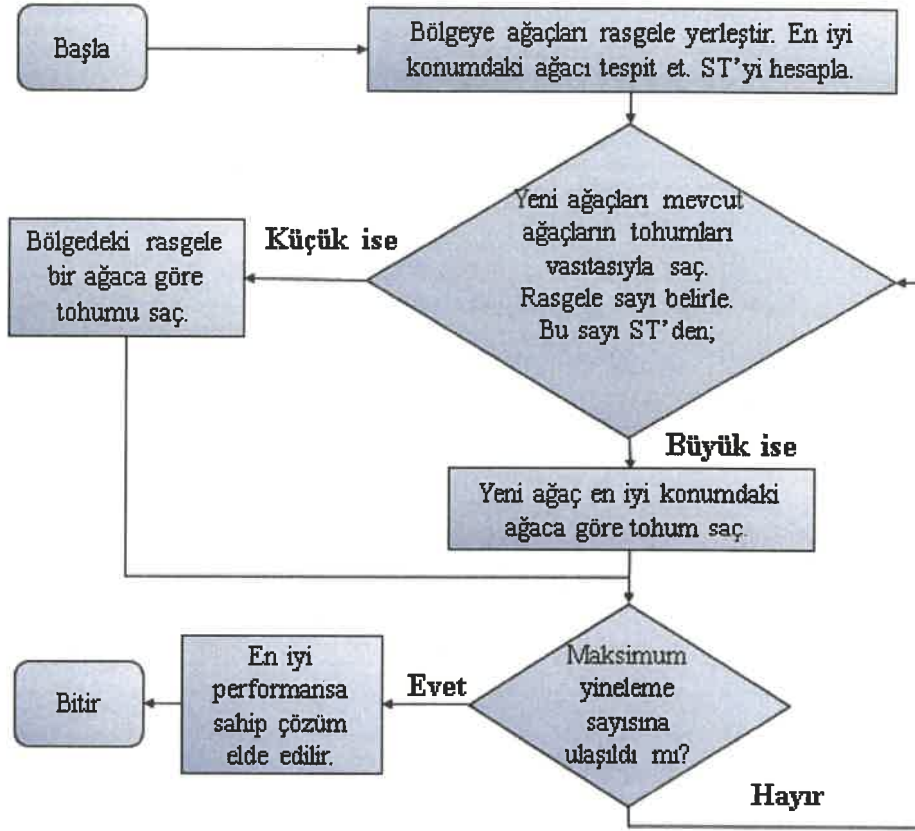 Başla
Bölgeye ağaçları rasgele yerleştir. En iyi
konumdaki ağacı tespit et. ST'yi hesapla.
Yeni ağaçları mevcut
ağaçların tohumları
vasıtasıyla saç.
Rasgele sayı belirle.
Bu sayı ST'den;
Küçük ise
Bölgedeki rasgele
bir ağaca göre
tohumu saç.
Büyük ise
Yeni ağaç en iyi konumdaki
ağaca göre tohum saç.
Maksimum
yineleme
sayısına
ulaşıldı mı?
Evet
En iyi
performansa
sahip çözüm
elde edilir.
Bitir
Hayır